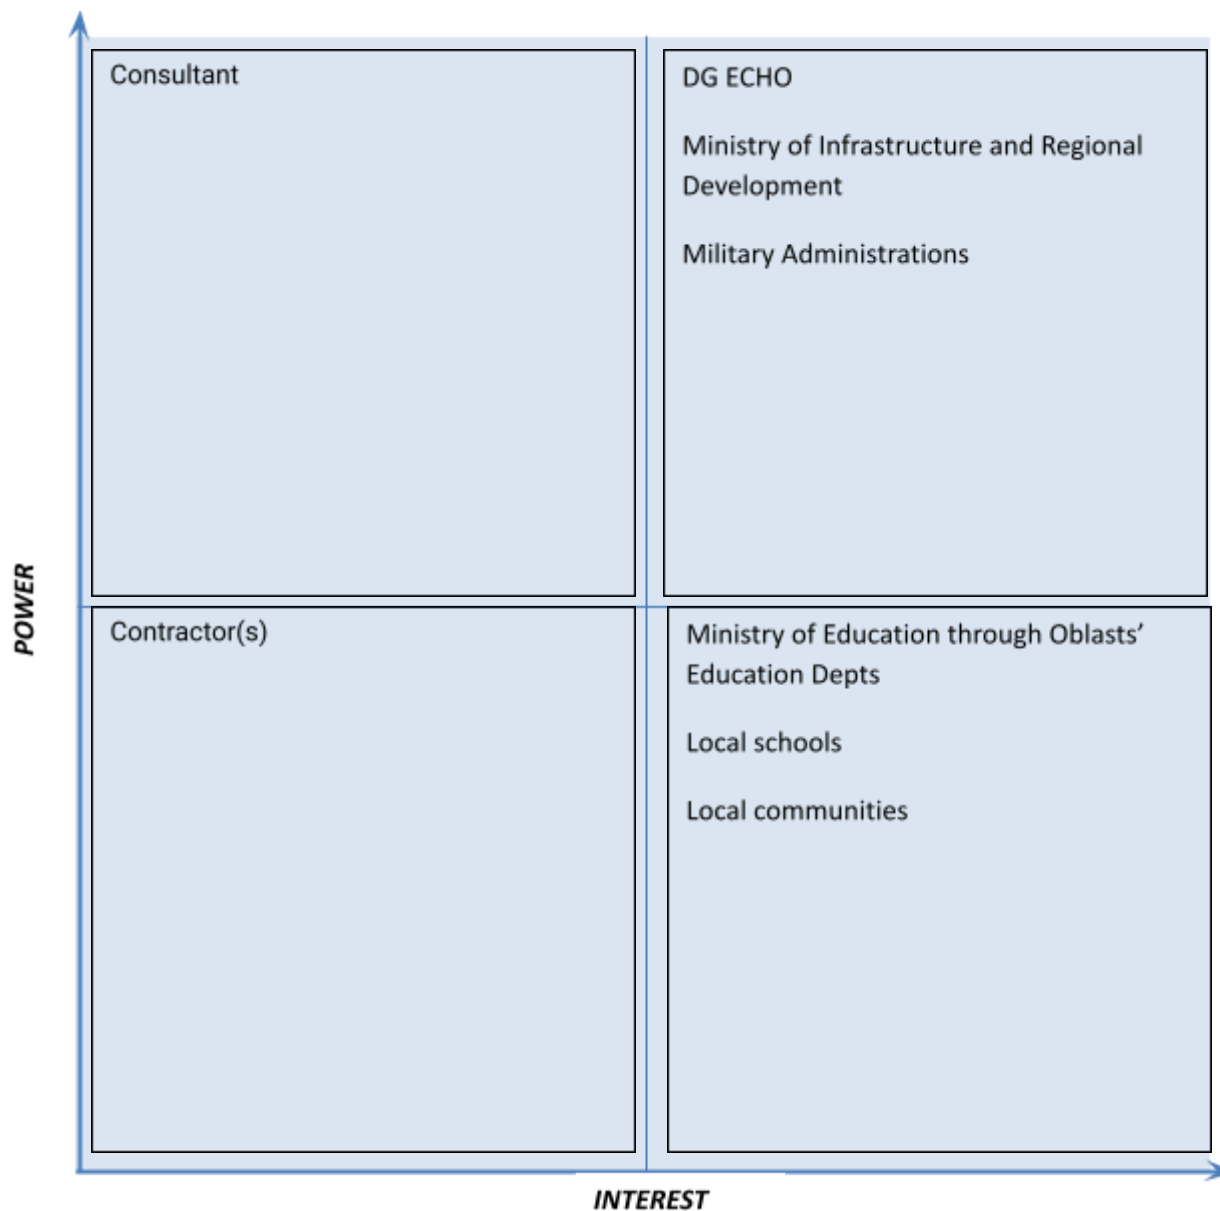 Consultant
DG ECHO
Ministry of Infrastructure and Regional
Development
Military Administrations
POWER
Contractor(s)
Ministry of Education through Oblasts’
Education Depts
Local schools
Local communities
INTEREST